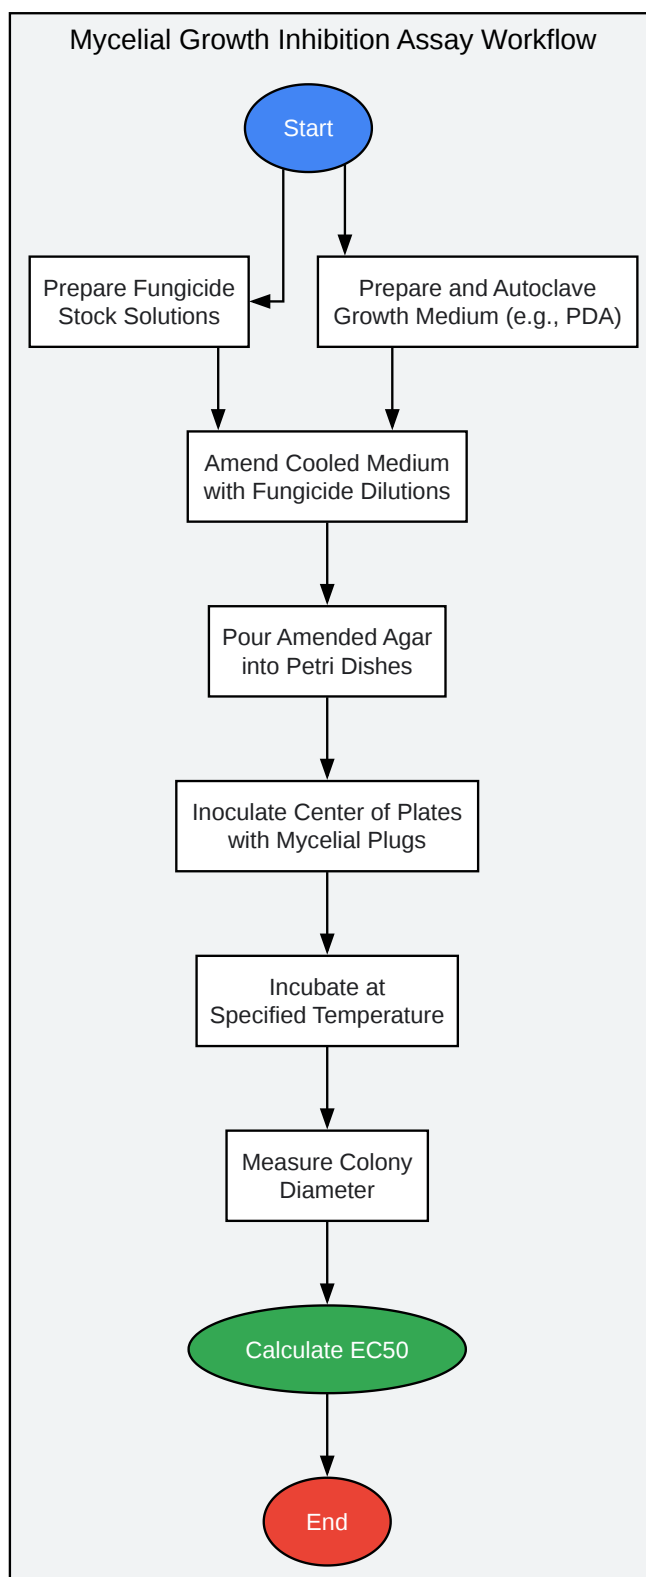 Mycelial Growth Inhibition Assay Workflow
Start
Prepare Fungicide
Stock Solutions
Prepare and Autoclave
Growth Medium (e.g., PDA)
Amend Cooled Medium
with Fungicide Dilutions
Pour Amended Agar
into Petri Dishes
Inoculate Center of Plates
with Mycelial Plugs
Incubate at
Specified Temperature
Measure Colony
Diameter
Calculate EC50
End